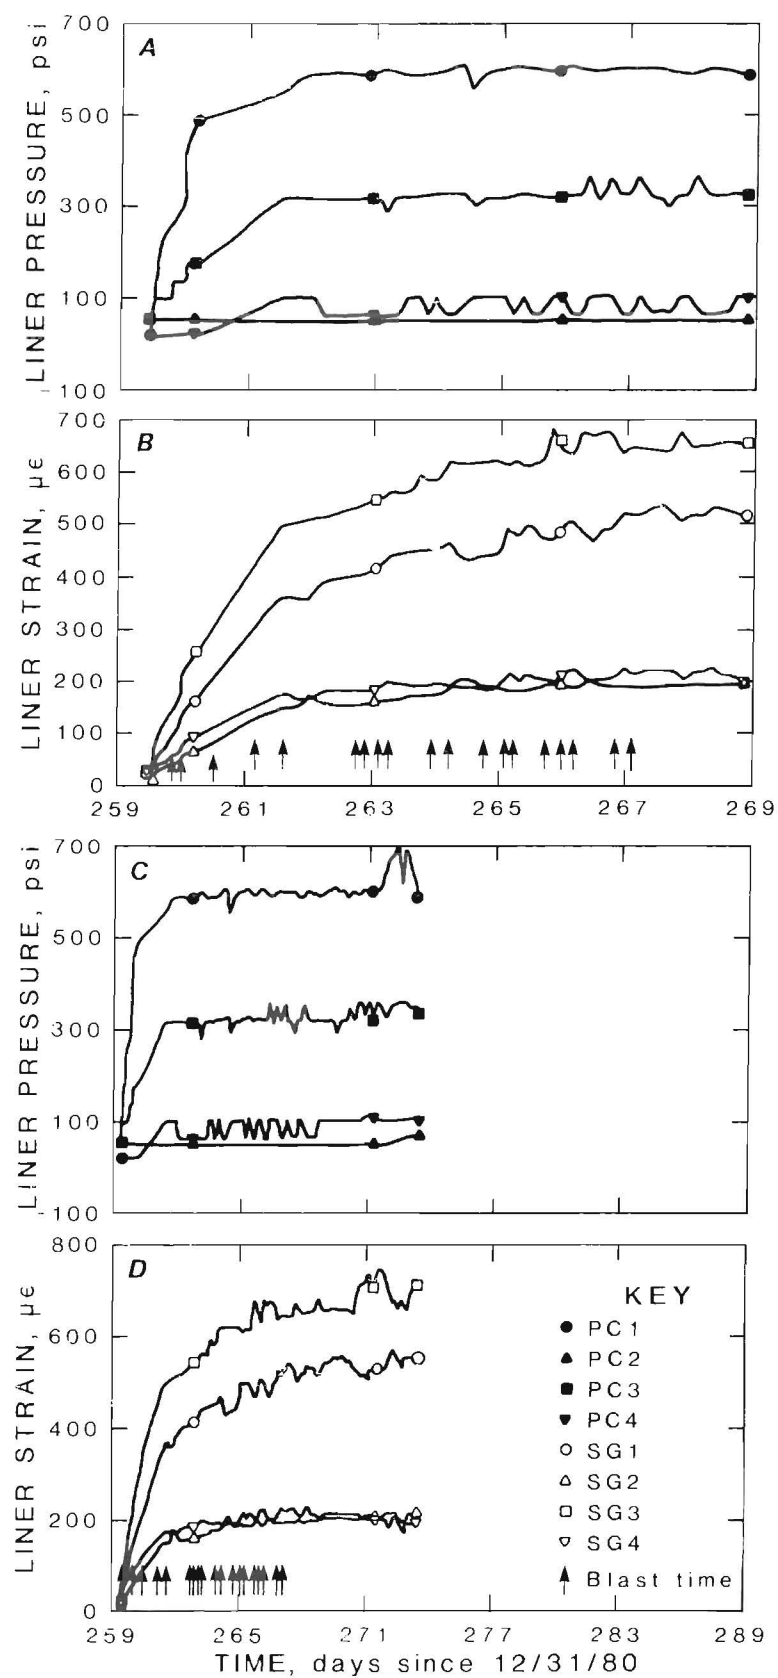 A
LINER PRESSURE, psi
700
500
300
100
-100
B
LINER STRAIN, µє
700
600
500
400
300
200
100
0
259 261 263 265 267 269
C
LINER PRESSURE, psi
700
500
300
100
-100
D
LINER STRAIN, µє
800
600
400
200
0
KEY
PC1
PC2
PC3
PC4
SG1
SG2
SG3
SG4
Blast time
259 265 271 277 283 289
TIME, days since 12/31/80